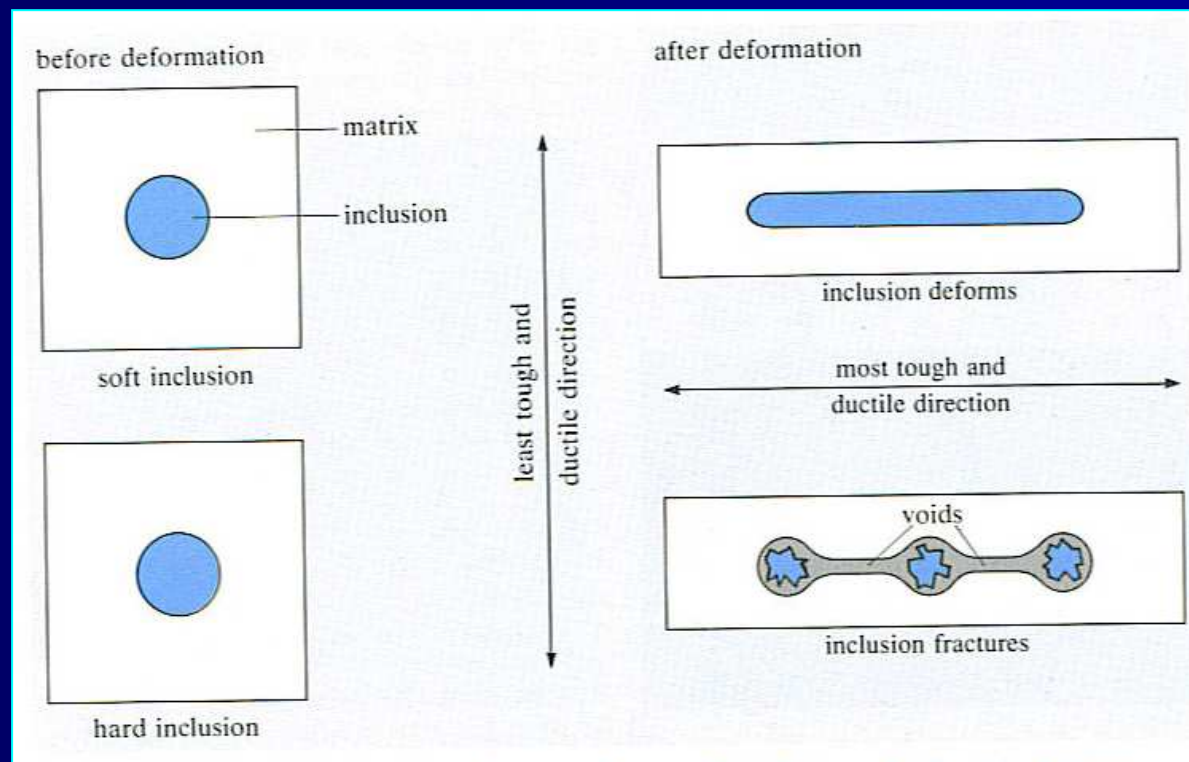 before deformation
matrix
inclusion
soft inclusion
hard inclusion
least tough and
ductile direction
after deformation
inclusion deforms
most tough and
ductile direction
voids
inclusion fractures